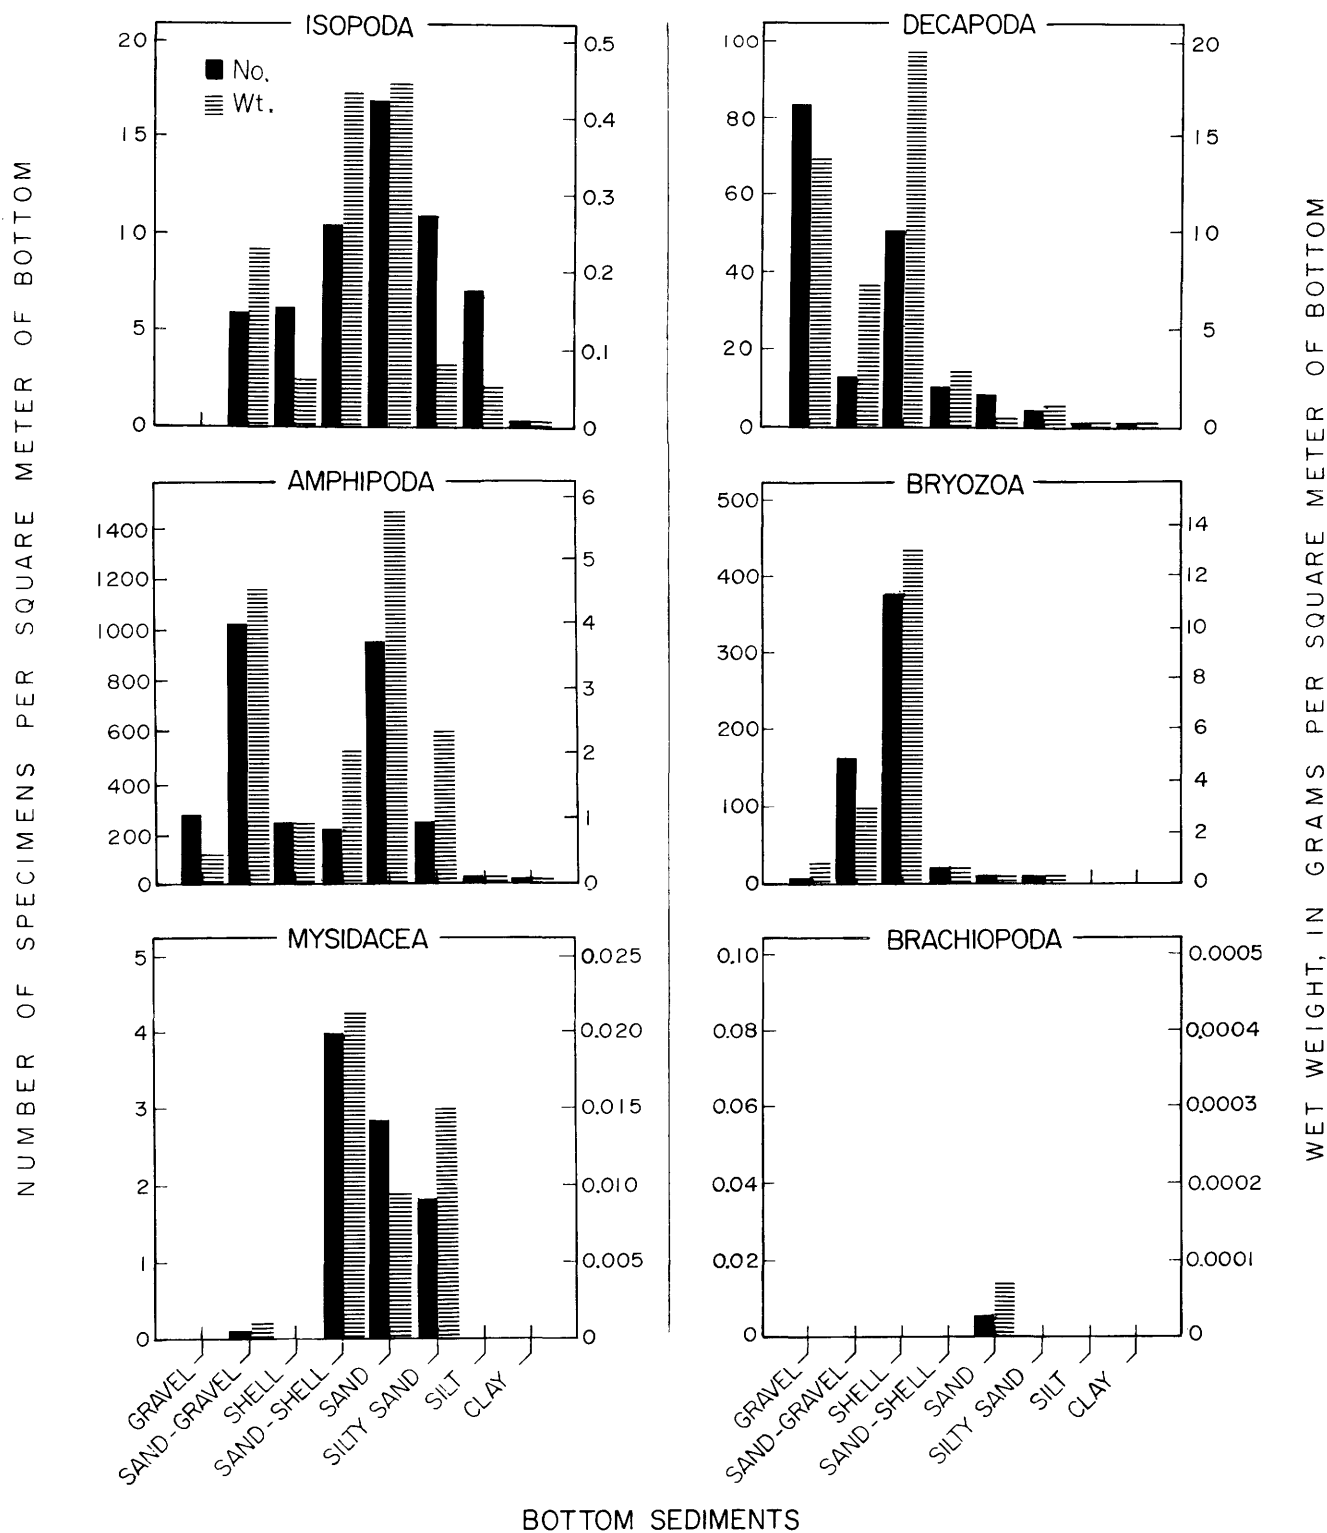 NUMBER OF SPECIMENS PER SQUARE METER OF BOTTOM
ISOPODA
No.
Wt.
20
15
10
5
0
0.5
0.4
0.3
0.2
0.1
0
AMPHIPODA
1400
1200
1000
800
600
400
200
0
6
5
4
3
2
1
0
MYSIDACEA
5
4
3
2
1
0
0.025
0.020
0.015
0.010
0.005
0
GRAVEL
SAND-GRAVEL
SHELL
SAND-SHELL
SAND
SILTY SAND
SILT
CLAY
DECAPODA
100
80
60
40
20
0
20
15
10
5
0
BRYOZOA
500
400
300
200
100
0
14
12
10
8
6
4
2
0
BRACHIOPODA
0.10
0.08
0.06
0.04
0.02
0
0.0005
0.0004
0.0003
0.0002
0.0001
0
GRAVEL
SAND-GRAVEL
SHELL
SAND-SHELL
SAND
SILTY SAND
SILT
CLAY
WET WEIGHT, IN GRAMS PER SQUARE METER OF BOTTOM
BOTTOM SEDIMENTS